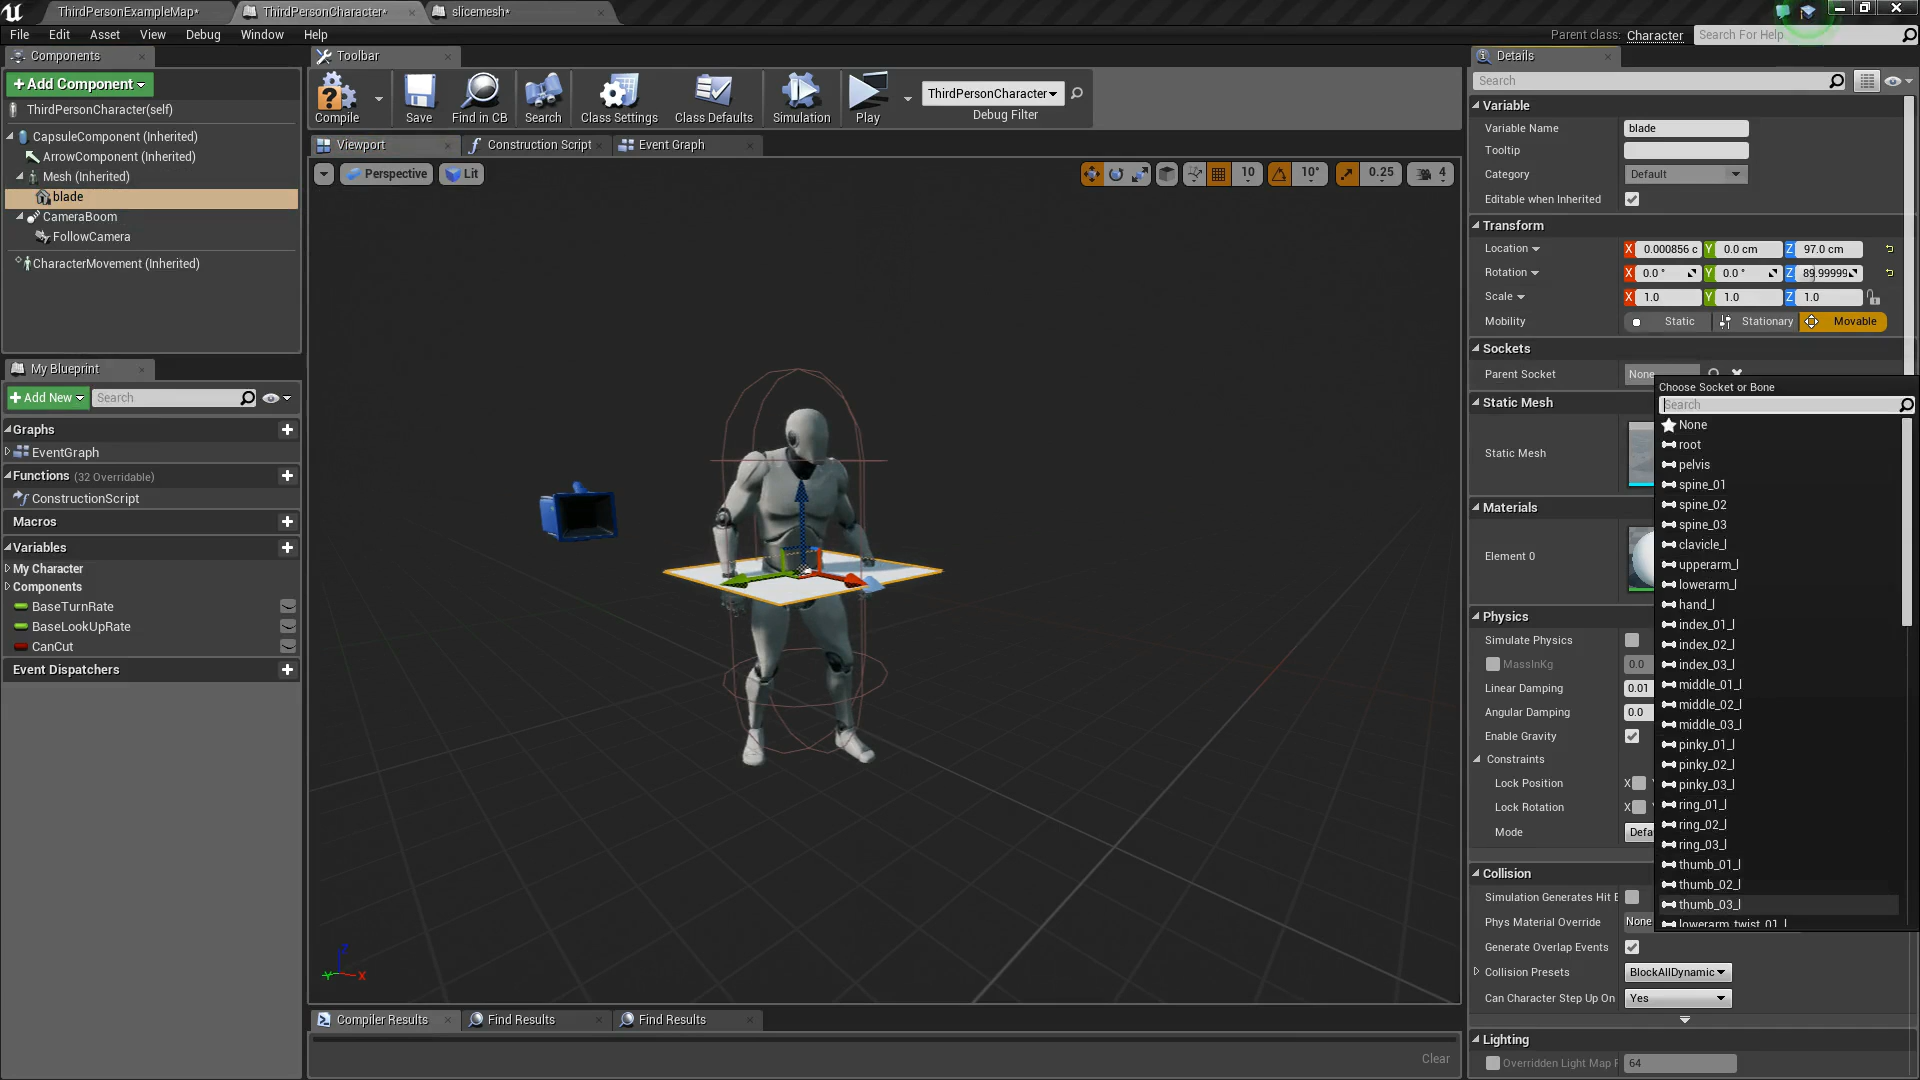 ThirdPersonExampleMap*
ThirdPersonCharacter*
slicemesh*
File
Edit
Asset
View
Debug
Window
Help
Parent class:
Character
Search For Help
Components
Add Component
ThirdPersonCharacter(self)
CapsuleComponent (Inherited)
ArrowComponent (Inherited)
Mesh (Inherited)
blade
CameraBoom
FollowCamera
CharacterMovement (Inherited)
My Blueprint
Add New
Search
Graphs
EventGraph
Functions (32 Overridable)
ConstructionScript
Macros
Variables
My Character
Components
BaseTurnRate
BaseLookUpRate
CanCut
Event Dispatchers
Toolbar
Compile
Save
Find in CB
Search
Class Settings
Class Defaults
Simulation
Play
ThirdPersonCharacter
Debug Filter
Viewport
Construction Script
Event Graph
Perspective
Lit
10
10°
0.25
4
Z
Y
X
Compiler Results
Find Results
Find Results
Clear
Details
Search
Variable
Variable Name
blade
Tooltip
Category
Default
Editable when Inherited
Transform
Location
X 0.000856 c Y 0.0 cm Z 97.0 cm
Rotation
X 0.0 ° Y 0.0 ° Z 89.99999
Scale
X 1.0 Y 1.0 Z 1.0
Mobility
Static
Stationary
Movable
Sockets
Parent Socket
None
Static Mesh
Static Mesh
Materials
Element 0
Physics
Simulate Physics
MassInKg
0.0
Linear Damping
0.01
Angular Damping
0.0
Enable Gravity
Constraints
Lock Position
X
Lock Rotation
X
Mode
Defa
Collision
Simulation Generates Hit E
Phys Material Override
None
Generate Overlap Events
Collision Presets
BlockAllDynamic
Can Character Step Up On
Yes
Lighting
Overridden Light Map F
64
Choose Socket or Bone
Search
None
root
pelvis
spine_01
spine_02
spine_03
clavicle_l
upperarm_l
lowerarm_l
hand_l
index_01_l
index_02_l
index_03_l
middle_01_l
middle_02_l
middle_03_l
pinky_01_l
pinky_02_l
pinky_03_l
ring_01_l
ring_02_l
ring_03_l
thumb_01_l
thumb_02_l
thumb_03_l
lowerarm_twist_01_l